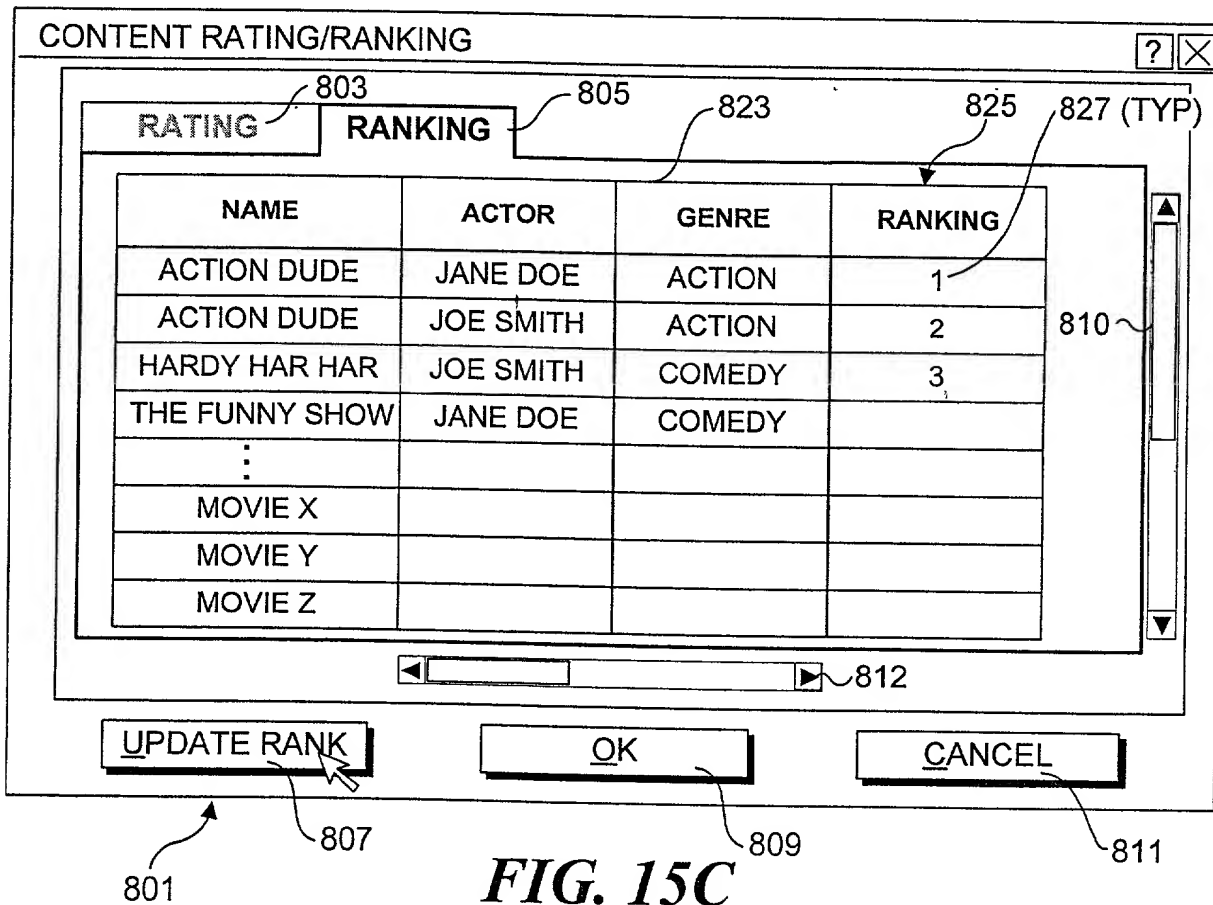 CONTENT RATING/RANKING ? X
803 805 823 825 827 (TYP)
RATING RANKING
NAME ACTOR GENRE RANKING
ACTION DUDE JANE DOE ACTION 1
ACTION DUDE JOE SMITH ACTION 2
810
HARDY HAR HAR JOE SMITH COMEDY 3
THE FUNNY SHOW JANE DOE COMEDY
⋮
MOVIE X
MOVIE Y
MOVIE Z
812
UPDATE RANK OK CANCEL
801 807 809 811
FIG. 15C